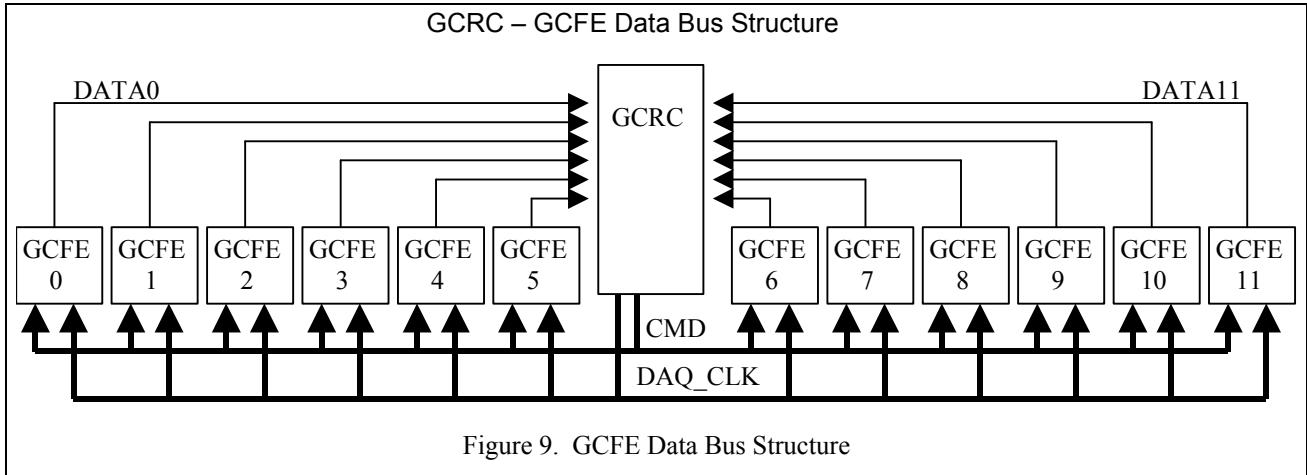 GCRC – GCFE Data Bus Structure
DATA0
DATA11
GCRC
GCFE
0
GCFE
1
GCFE
2
GCFE
3
GCFE
4
GCFE
5
GCFE
6
GCFE
7
GCFE
8
GCFE
9
GCFE
10
GCFE
11
CMD
DAQ_CLK
Figure 9. GCFE Data Bus Structure